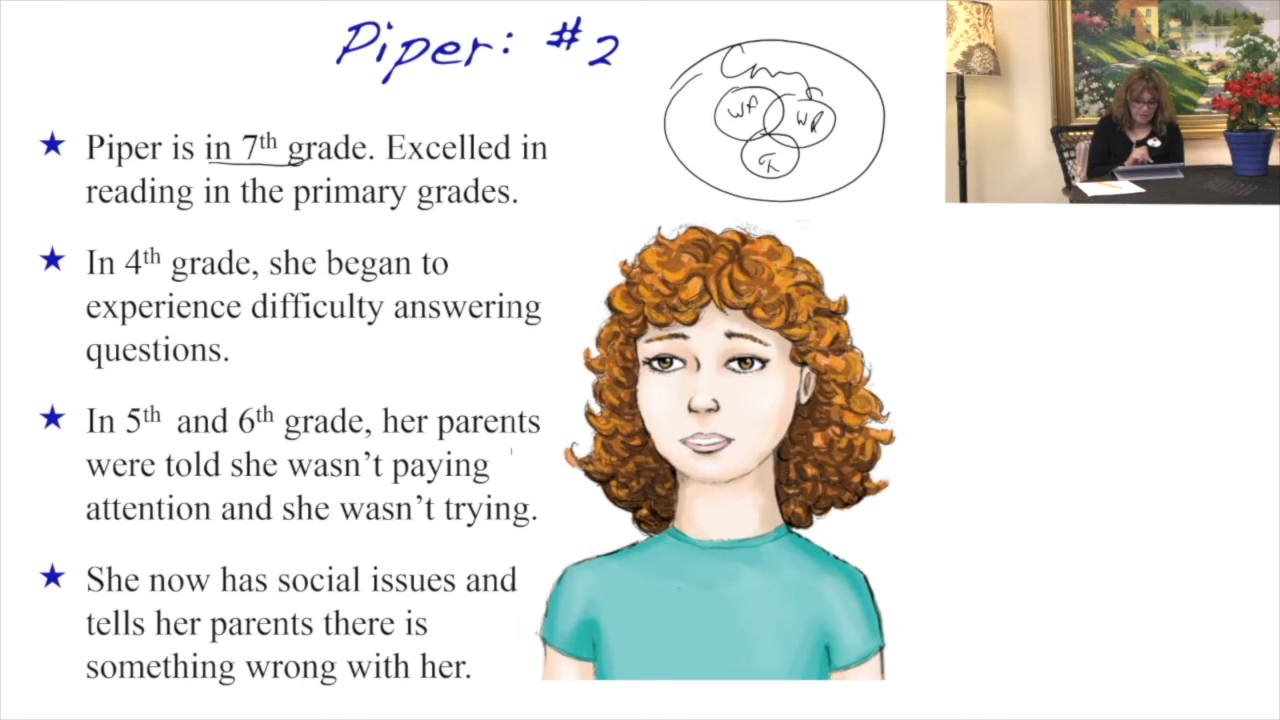 Piper: #2
★ Piper is in 7th grade. Excelled in
reading in the primary grades.
★ In 4th grade, she began to
experience difficulty answering
questions.
★ In 5th and 6th grade, her parents
were told she wasn't paying
attention and she wasn't trying.
★ She now has social issues and
tells her parents there is
something wrong with her.